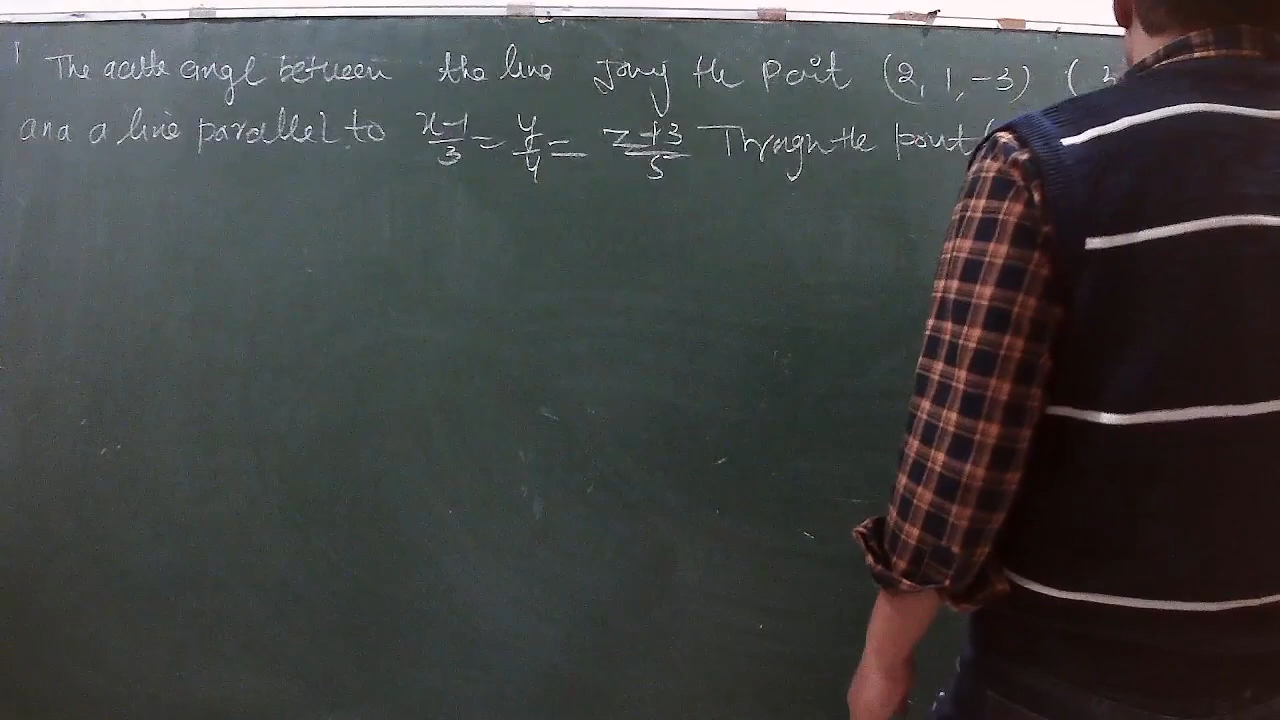 1 The acute angle between the line Joing the Point (2, 1, -3) ( 3
and a line parallel to x-1/3 = y/4 = z+3/5 Through the point (